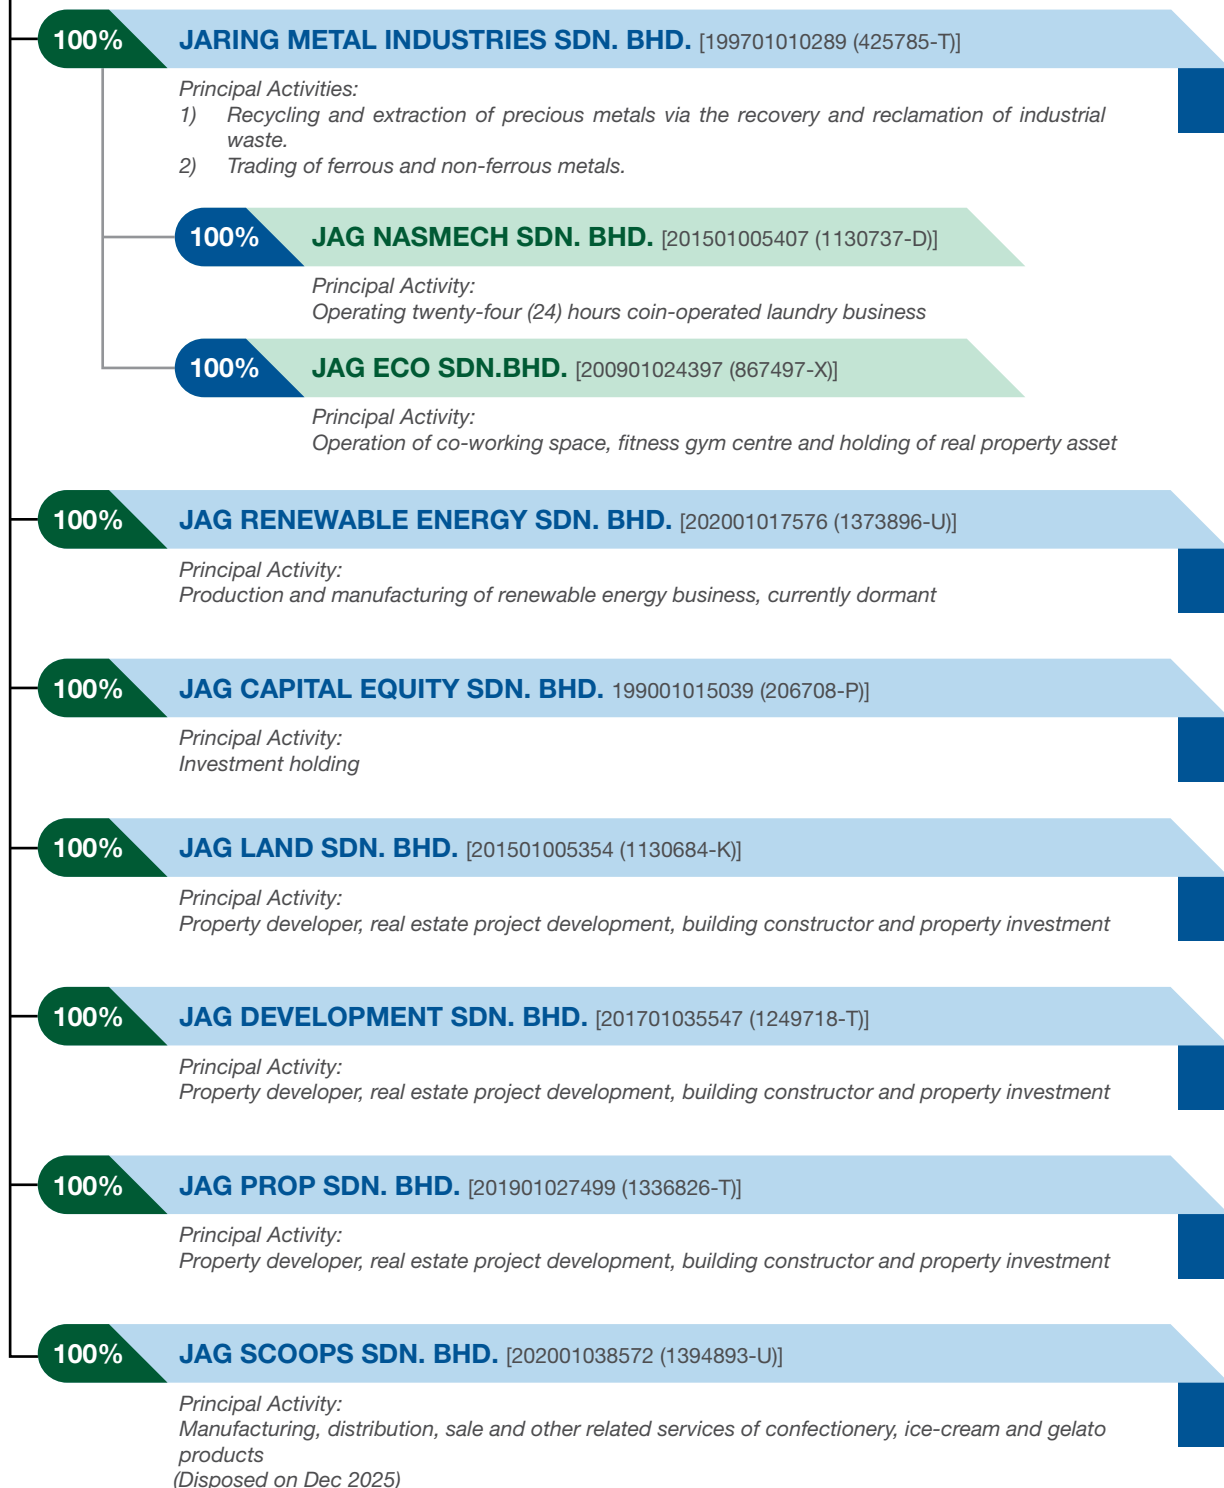 100% JARING METAL INDUSTRIES SDN. BHD. [199701010289 (425785-T)]
Principal Activities:
1) Recycling and extraction of precious metals via the recovery and reclamation of industrial
waste.
2) Trading of ferrous and non-ferrous metals.
100% JAG NASMECH SDN. BHD. [201501005407 (1130737-D)]
Principal Activity:
Operating twenty-four (24) hours coin-operated laundry business
100% JAG ECO SDN.BHD. [200901024397 (867497-X)]
Principal Activity:
Operation of co-working space, fitness gym centre and holding of real property asset
100% JAG RENEWABLE ENERGY SDN. BHD. [202001017576 (1373896-U)]
Principal Activity:
Production and manufacturing of renewable energy business, currently dormant
100% JAG CAPITAL EQUITY SDN. BHD. 199001015039 (206708-P)]
Principal Activity:
Investment holding
100% JAG LAND SDN. BHD. [201501005354 (1130684-K)]
Principal Activity:
Property developer, real estate project development, building constructor and property investment
100% JAG DEVELOPMENT SDN. BHD. [201701035547 (1249718-T)]
Principal Activity:
Property developer, real estate project development, building constructor and property investment
100% JAG PROP SDN. BHD. [201901027499 (1336826-T)]
Principal Activity:
Property developer, real estate project development, building constructor and property investment
100% JAG SCOOPS SDN. BHD. [202001038572 (1394893-U)]
Principal Activity:
Manufacturing, distribution, sale and other related services of confectionery, ice-cream and gelato
products
(Disposed on Dec 2025)